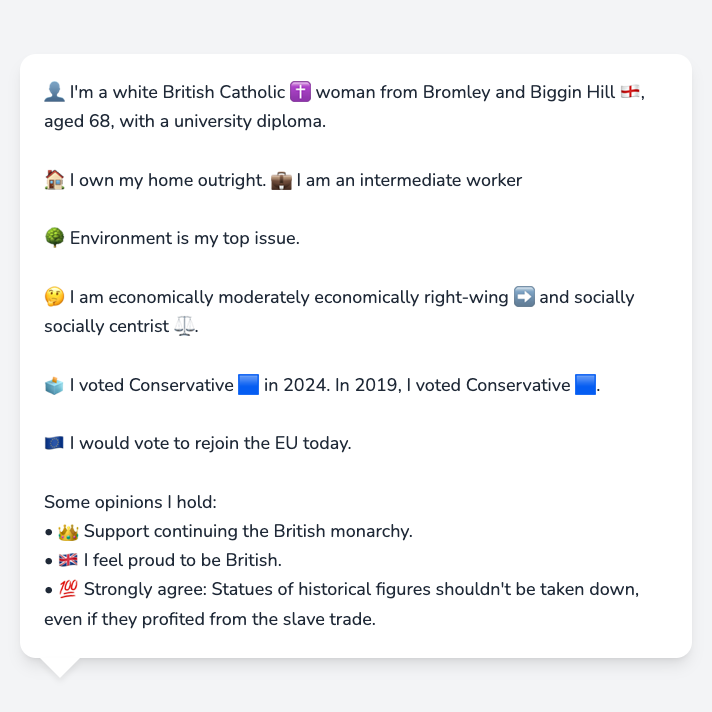 👤 I'm a white British Catholic ✝️ woman from Bromley and Biggin Hill 🏴󠁧󠁢󠁥󠁮󠁧󠁿,
aged 68, with a university diploma.
🏠 I own my home outright. 💼 I am an intermediate worker
🌳 Environment is my top issue.
🤔 I am economically moderately economically right-wing ➡️ and socially
socially centrist ⚖️.
🗳️ I voted Conservative 🟦 in 2024. In 2019, I voted Conservative 🟦.
🇪🇺 I would vote to rejoin the EU today.
Some opinions I hold:
• 👑 Support continuing the British monarchy.
• 🇬🇧 I feel proud to be British.
• 💯 Strongly agree: Statues of historical figures shouldn't be taken down,
even if they profited from the slave trade.